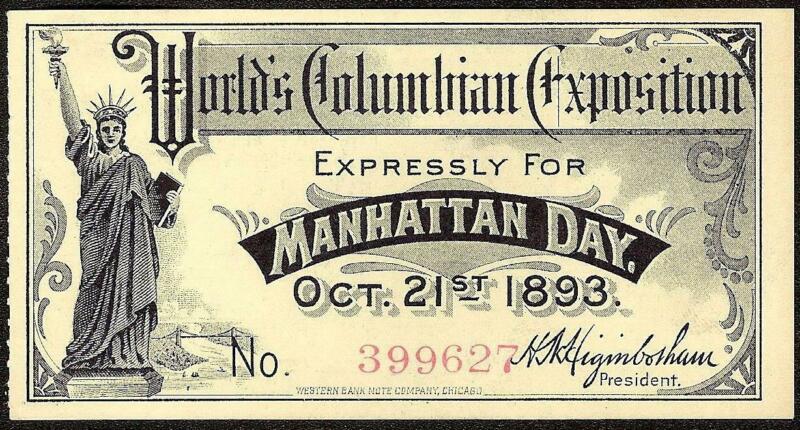 World's Columbian Exposition
EXPRESSLY FOR
MANHATTAN DAY.
OCT. 21ST 1893.
No. 399627 H.N. Higinbotham
President.
WESTERN BANK NOTE COMPANY, CHICAGO